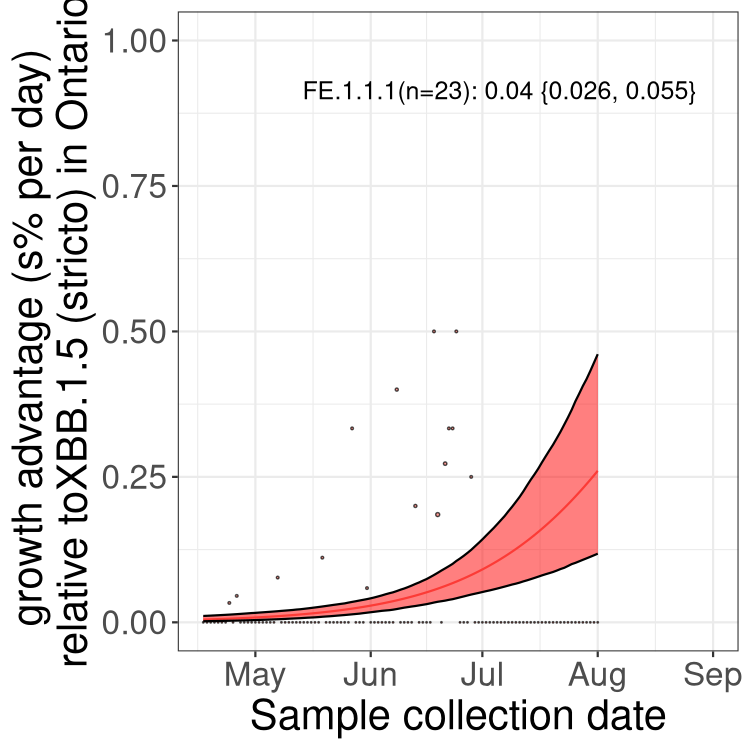 growth advantage (s% per day)
relative toXBB.1.5 (stricto) in Ontario
1.00
0.75
0.50
0.25
0.00
FE.1.1.1(n=23): 0.04 {0.026, 0.055}
May Jun Jul Aug Sep
Sample collection date